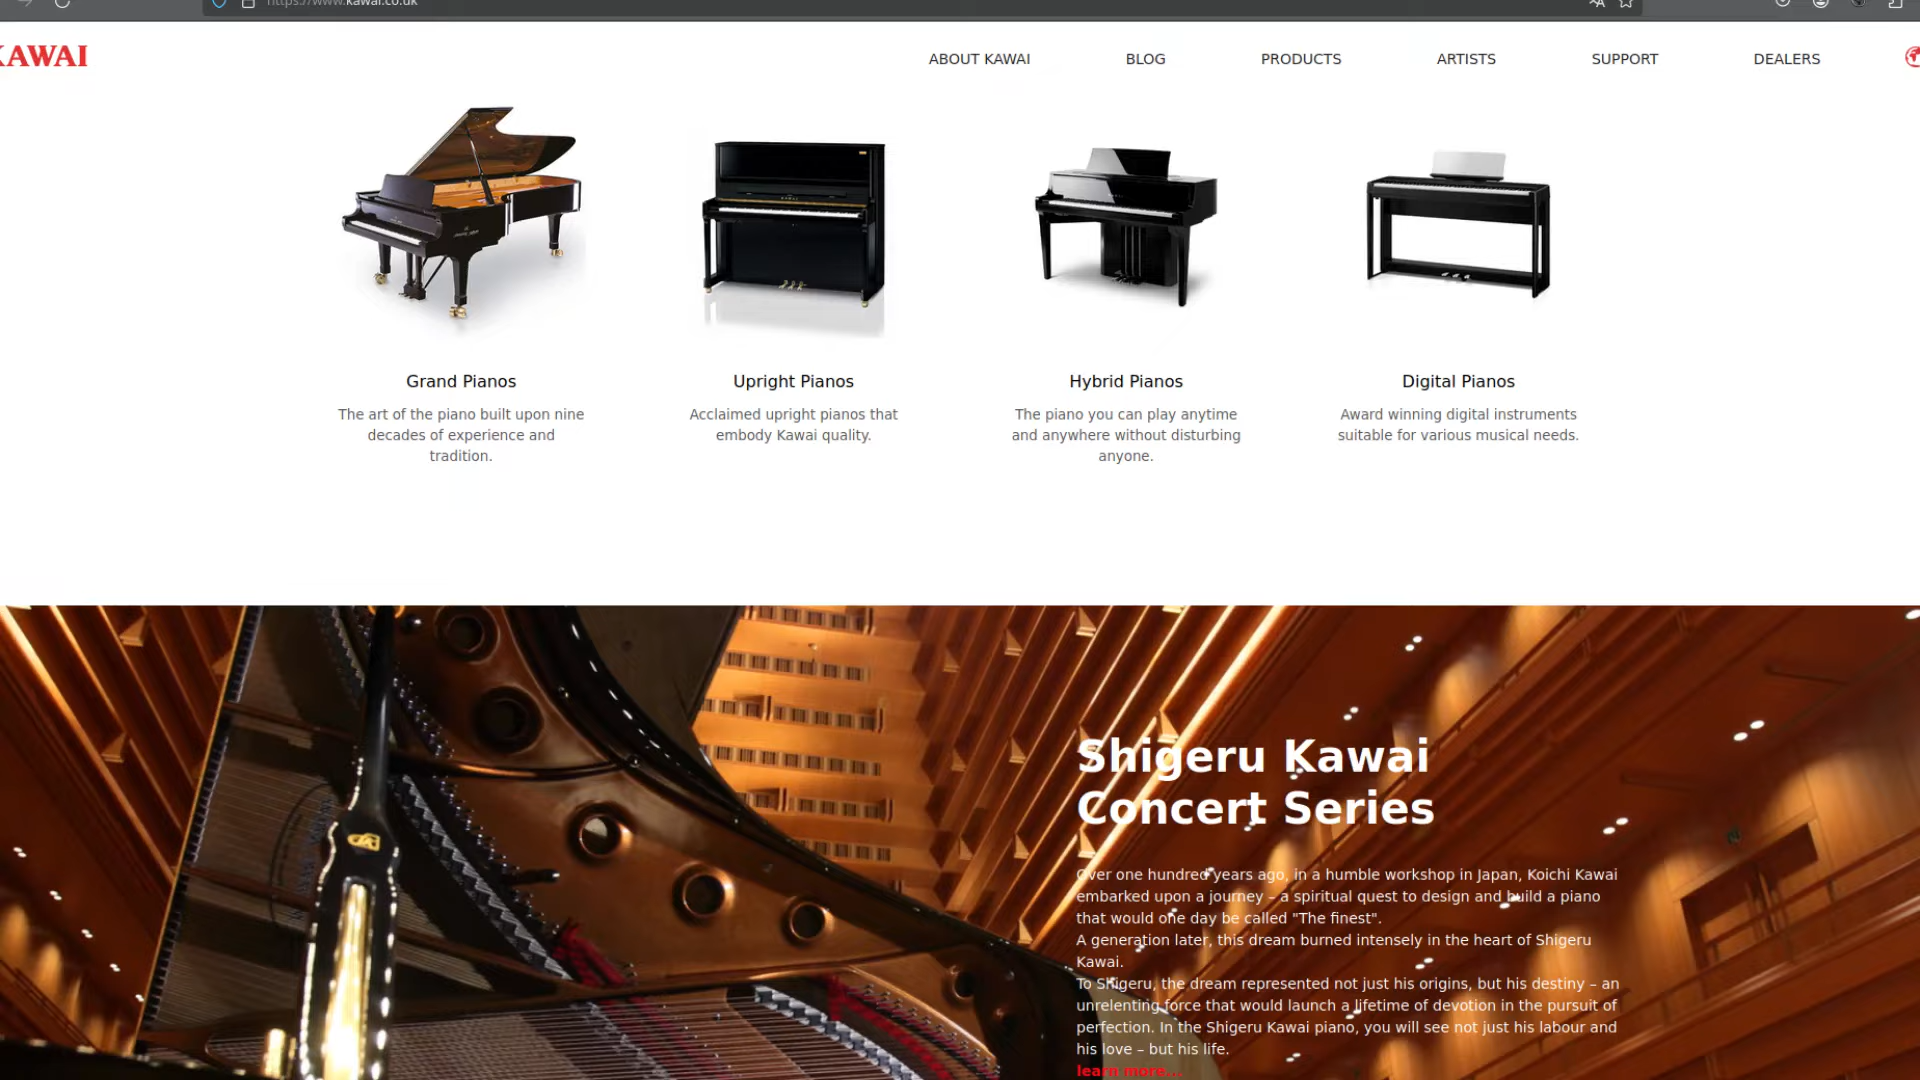 https://www.kawai.co.uk
KAWAI
ABOUT KAWAI
BLOG
PRODUCTS
ARTISTS
SUPPORT
DEALERS
Grand Pianos
The art of the piano built upon nine
decades of experience and
tradition.
Upright Pianos
Acclaimed upright pianos that
embody Kawai quality.
Hybrid Pianos
The piano you can play anytime
and anywhere without disturbing
anyone.
Digital Pianos
Award winning digital instruments
suitable for various musical needs.
Shigeru Kawai
Concert Series
Over one hundred years ago, in a humble workshop in Japan, Koichi Kawai
embarked upon a journey – a spiritual quest to design and build a piano
that would one day be called "The finest".
A generation later, this dream burned intensely in the heart of Shigeru
Kawai.
To Shigeru, the dream represented not just his origins, but his destiny – an
unrelenting force that would launch a lifetime of devotion in the pursuit of
perfection. In the Shigeru Kawai piano, you will see not just his labour and
his love – but his life.
learn more...